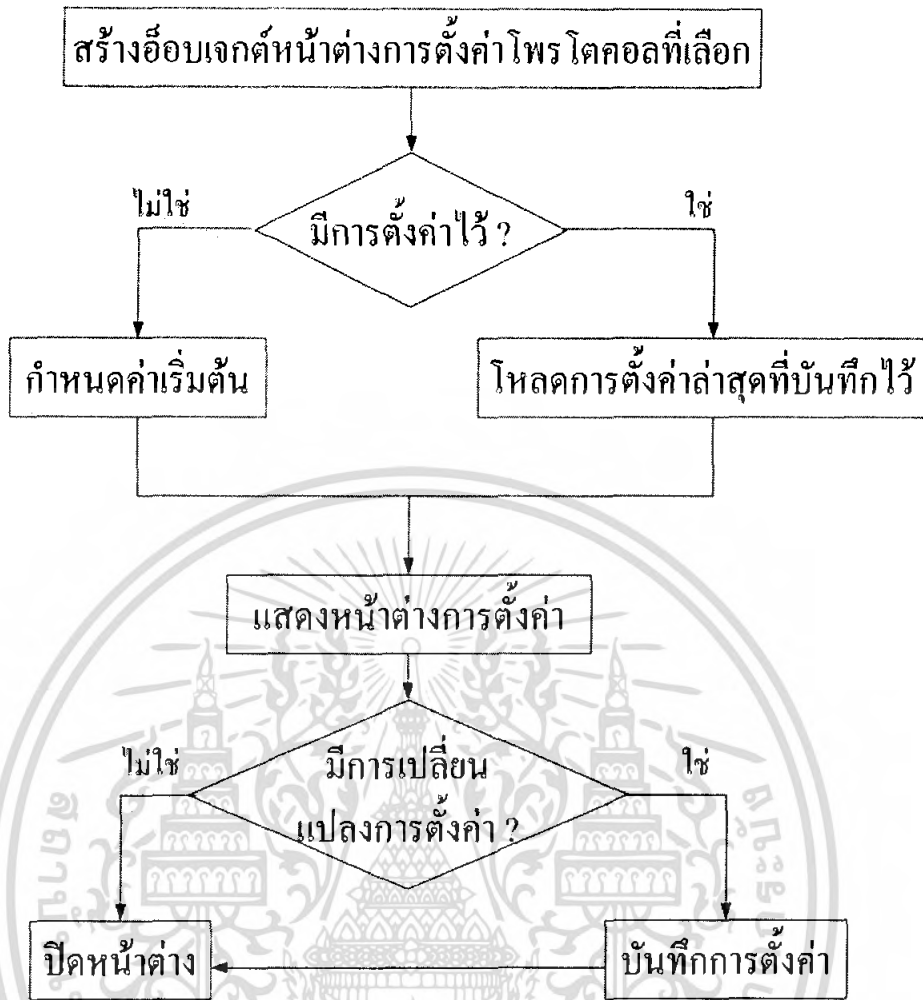 สร้างอ็อบเจกต์หน้าต่างการตั้งค่าโพรโตคอลที่เลือก
ไม่ใช่
ใช่
มีการตั้งค่าไว้ ?
กำหนดค่าเริ่มต้น
โหลดการตั้งค่าล่าสุดที่บันทึกไว้
แสดงหน้าต่างการตั้งค่า
ไม่ใช่
ใช่
มีการเปลี่ยน
แปลงการตั้งค่า ?
ปิดหน้าต่าง
บันทึกการตั้งค่า